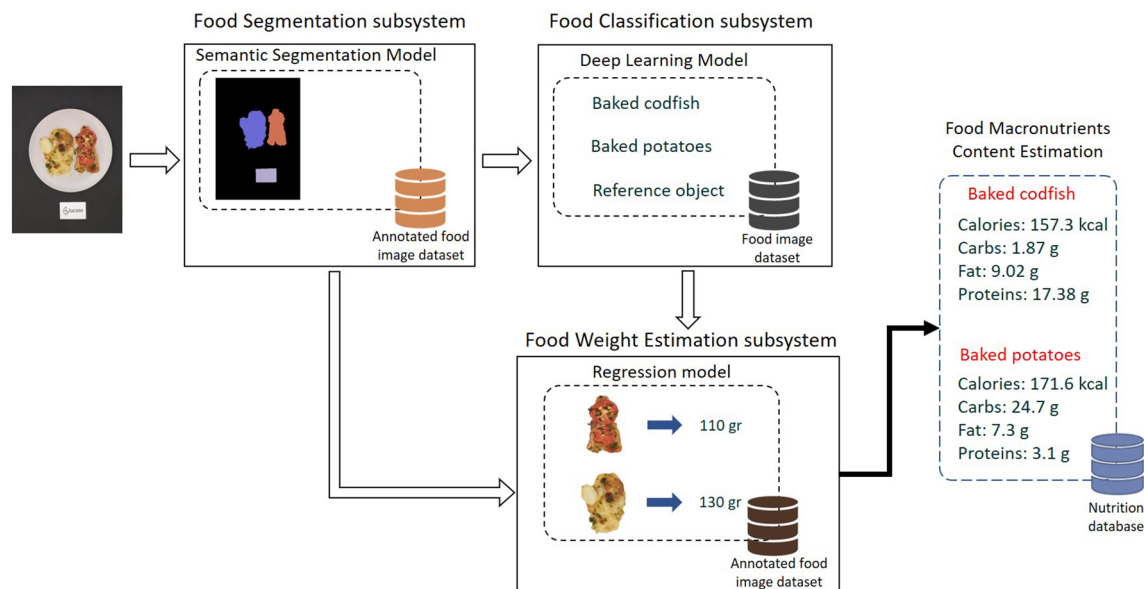 Food Segmentation subsystem
Semantic Segmentation Model
Annotated food
image dataset
Food Classification subsystem
Deep Learning Model
Baked codfish
Baked potatoes
Reference object
Food image
dataset
Food Weight Estimation subsystem
Regression model
110 gr
130 gr
Annotated food
image dataset
Food Macronutrients
Content Estimation
Baked codfish
Calories: 157.3 kcal
Carbs: 1.87 g
Fat: 9.02 g
Proteins: 17.38 g
Baked potatoes
Calories: 171.6 kcal
Carbs: 24.7 g
Fat: 7.3 g
Proteins: 3.1 g
Nutrition
database